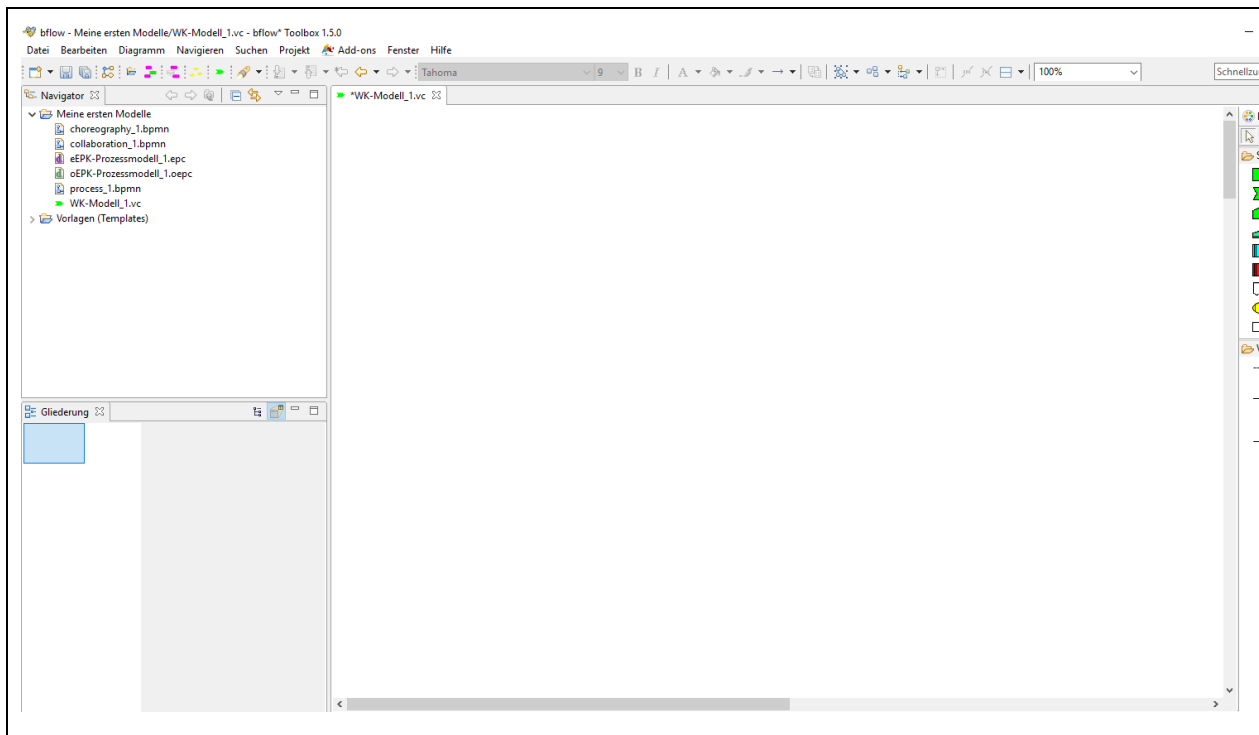 bflow - Meine ersten Modelle/WK-Modell_1.vc - bflow* Toolbox 1.5.0
Datei Bearbeiten Diagramm Navigieren Suchen Projekt Add-ons Fenster Hilfe
Tahoma 9 B I A 100%
Navigator *WK-Modell_1.vc
Meine ersten Modelle
choreography_1.bpmn
collaboration_1.bpmn
eEPK-Prozessmodell_1.epc
oEPK-Prozessmodell_1.oepc
process_1.bpmn
WK-Modell_1.vc
Vorlagen (Templates)
Gliederung